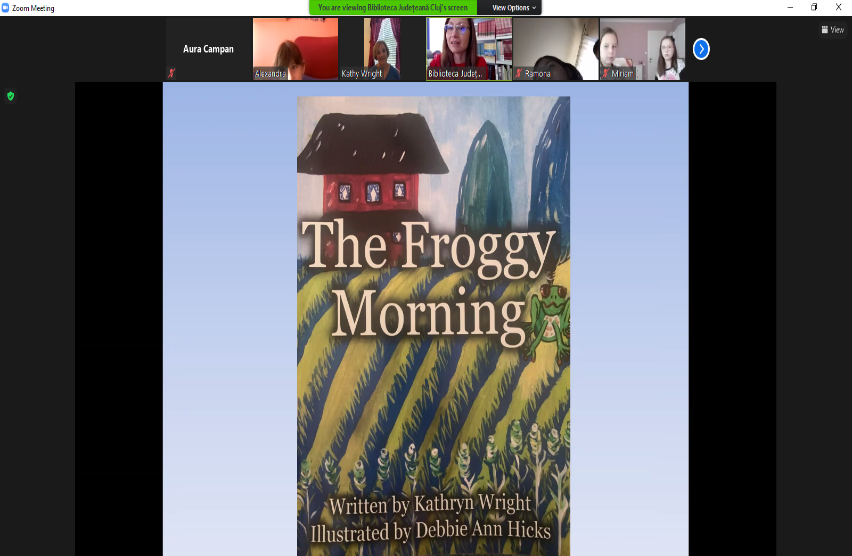 Zoom Meeting
You are viewing Biblioteca Județeană Cluj's screen
View Options
View
Aura Campan
Alexandra
Kathy Wright
Biblioteca Județ...
Ramona
Miriam
The Froggy
Morning
Written by Kathryn Wright
Illustrated by Debbie Ann Hicks